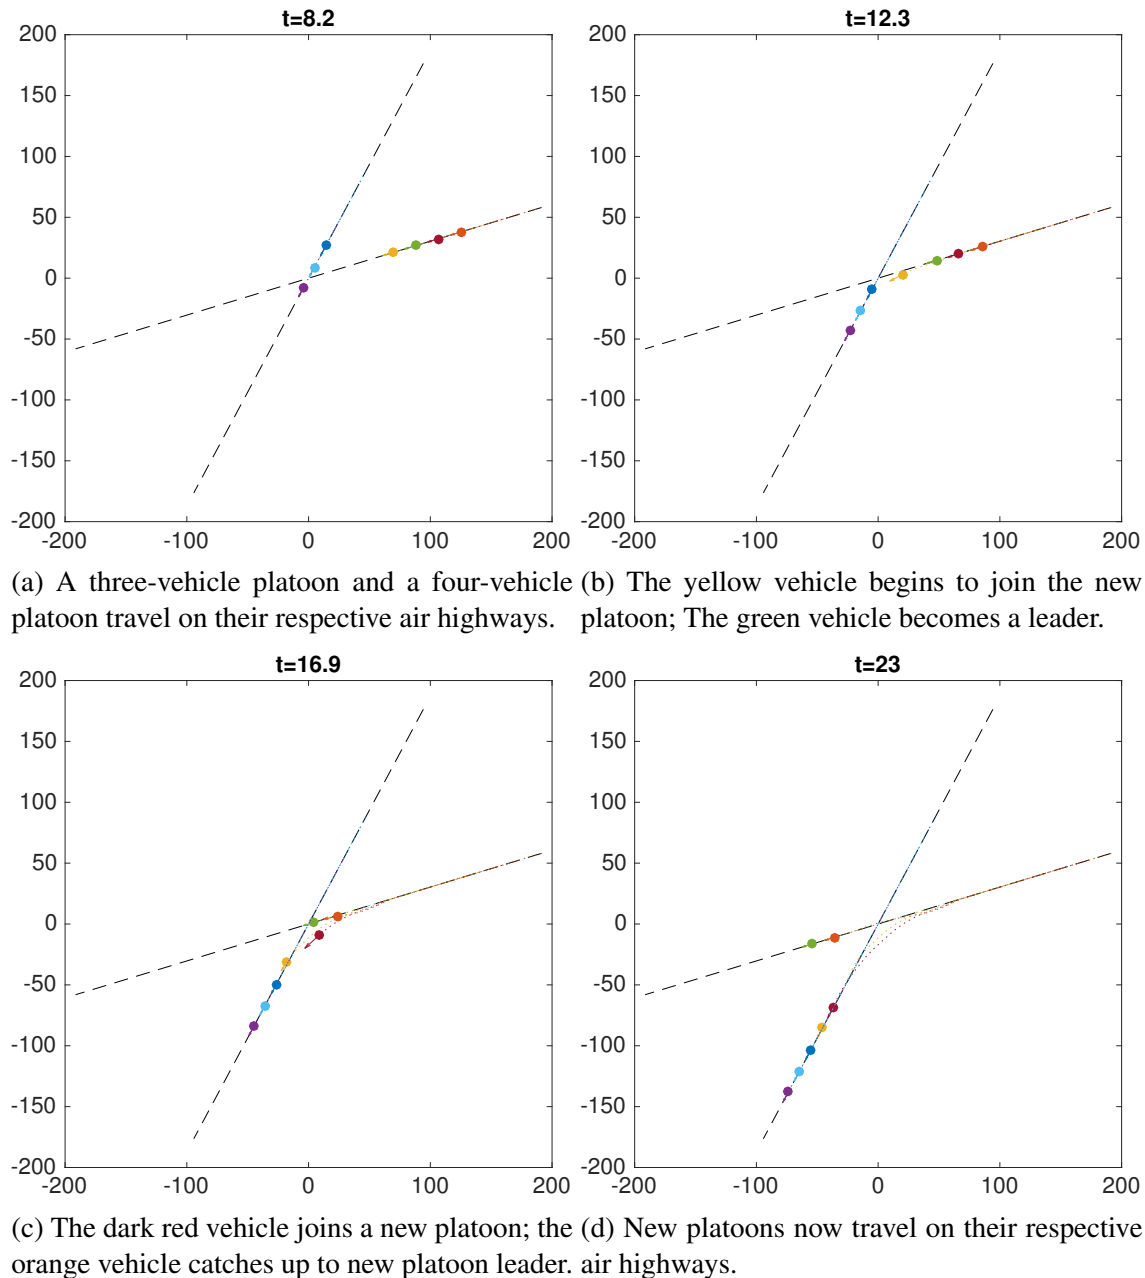 t=8.2
t=12.3
200
150
100
50
0
-50
-100
-150
-200
-200 -100 0 100 200
200
150
100
50
0
-50
-100
-150
-200
-200 -100 0 100 200
(a) A three-vehicle platoon and a four-vehicle
platoon travel on their respective air highways.
(b) The yellow vehicle begins to join the new
platoon; The green vehicle becomes a leader.
t=16.9
t=23
200
150
100
50
0
-50
-100
-150
-200
-200 -100 0 100 200
200
150
100
50
0
-50
-100
-150
-200
-200 -100 0 100 200
(c) The dark red vehicle joins a new platoon; the
orange vehicle catches up to new platoon leader.
(d) New platoons now travel on their respective
air highways.